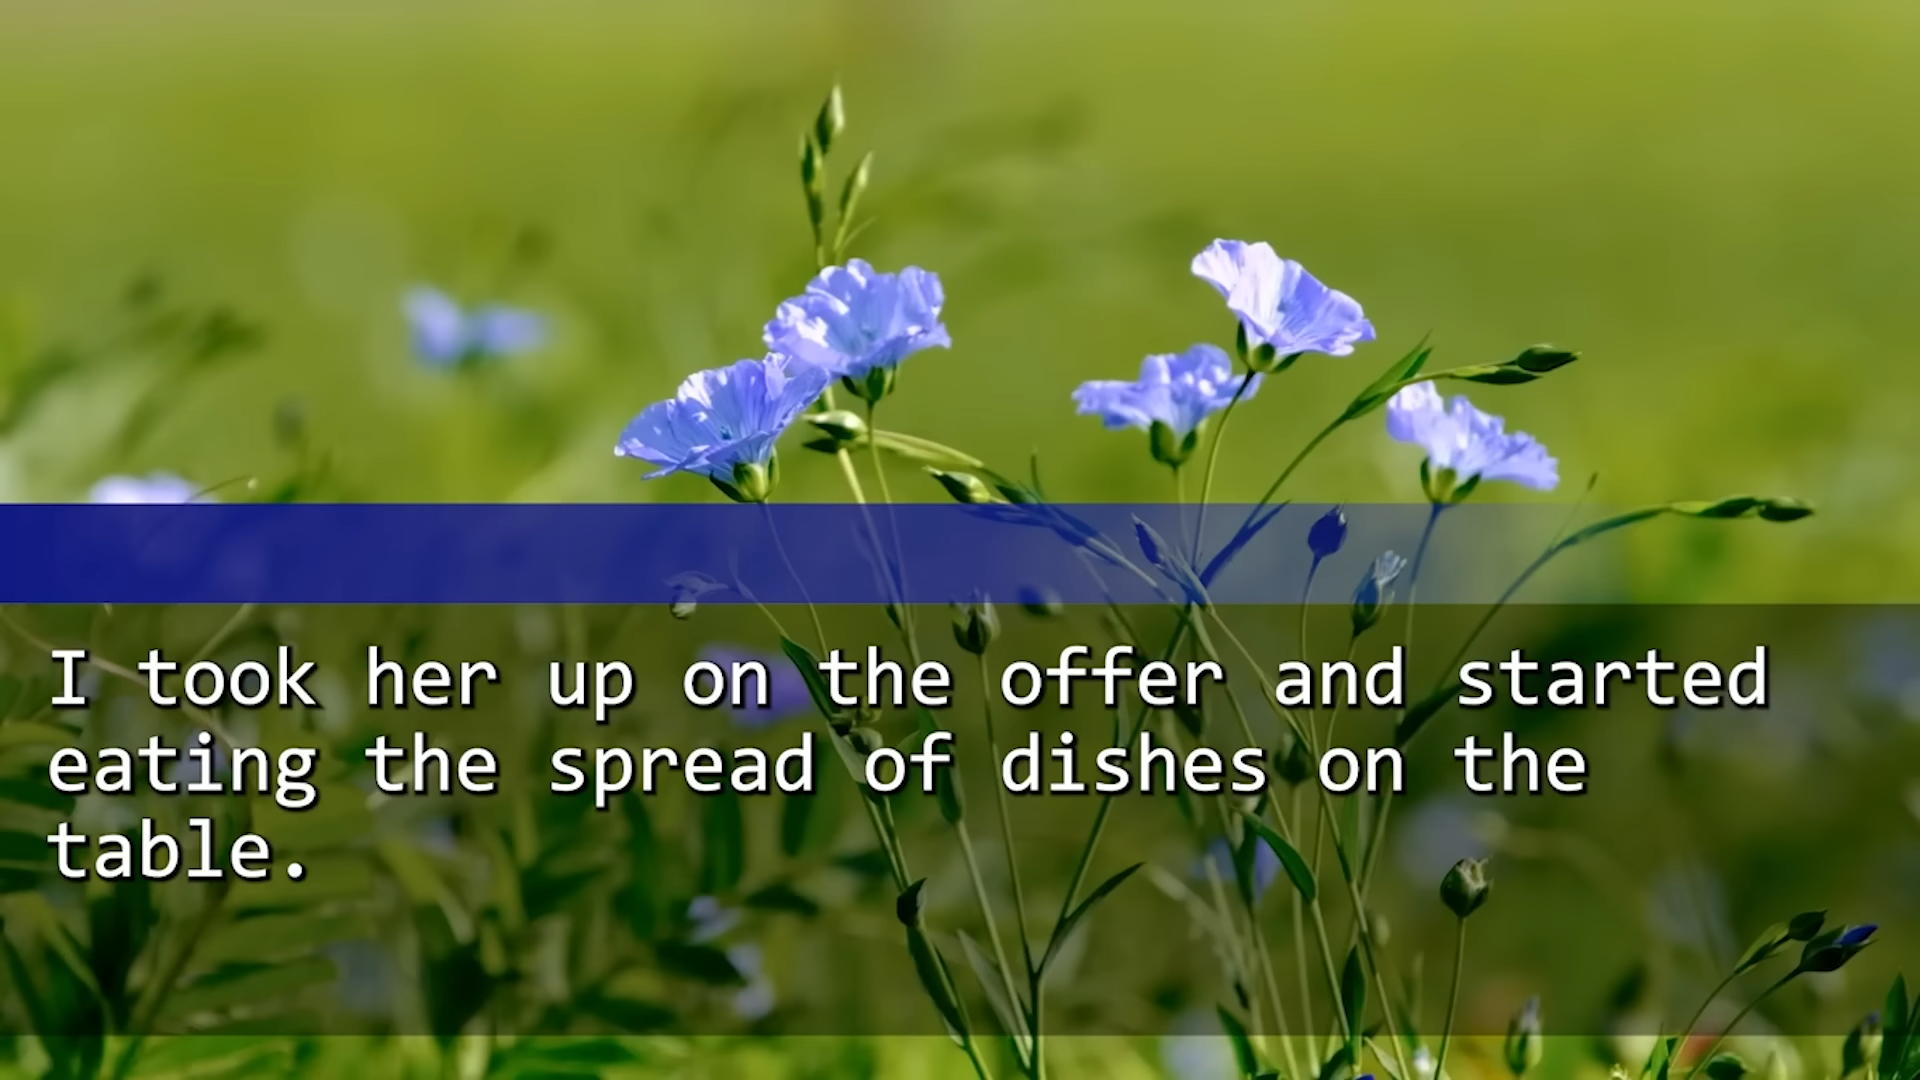 I took her up on the offer and started
eating the spread of dishes on the
table.